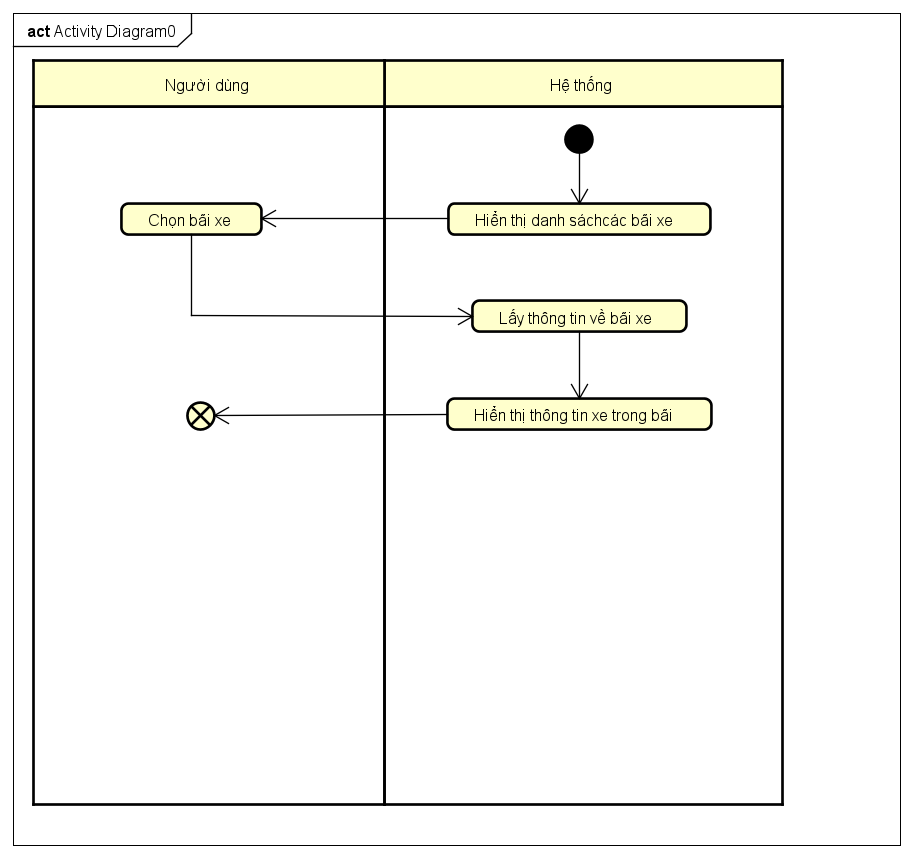 act Activity Diagram0
Người dùng
Hệ thống
Chọn bãi xe
Hiển thị danh sáchcác bãi xe
Lấy thông tin về bãi xe
Hiển thị thông tin xe trong bãi